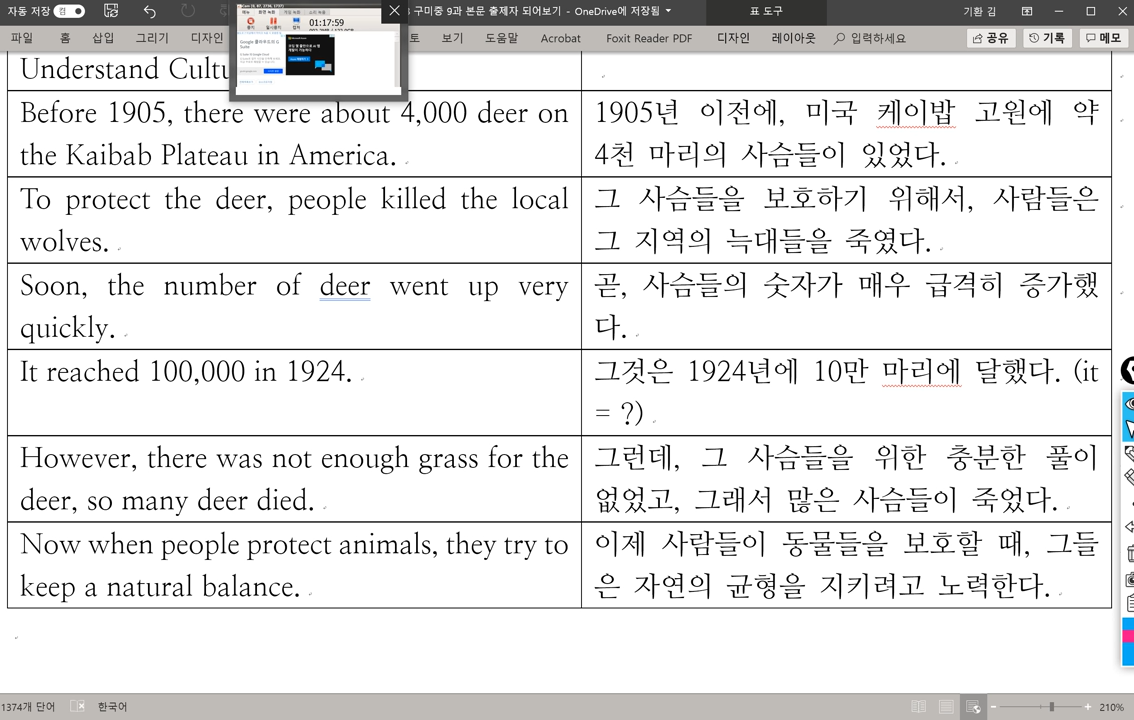 자동 저장 켬
구미중 9과 본문 출제자 되어보기 - OneDrive에 저장됨
표 도구
기환 김
파일 홈 삽입 그리기 디자인
토 보기 도움말 Acrobat Foxit Reader PDF 디자인 레이아웃 입력하세요
공유 기록 메모
01:17:59
Understand Cultu
Before 1905, there were about 4,000 deer on
the Kaibab Plateau in America.
1905년 이전에, 미국 케이밥 고원에 약
4천 마리의 사슴들이 있었다.
To protect the deer, people killed the local
wolves.
그 사슴들을 보호하기 위해서, 사람들은
그 지역의 늑대들을 죽였다.
Soon, the number of deer went up very
quickly.
곧, 사슴들의 숫자가 매우 급격히 증가했
다.
It reached 100,000 in 1924.
그것은 1924년에 10만 마리에 달했다. (it
= ?)
However, there was not enough grass for the
deer, so many deer died.
그런데, 그 사슴들을 위한 충분한 풀이
없었고, 그래서 많은 사슴들이 죽었다.
Now when people protect animals, they try to
keep a natural balance.
이제 사람들이 동물들을 보호할 때, 그들
은 자연의 균형을 지키려고 노력한다.
1374개 단어 한국어
210%